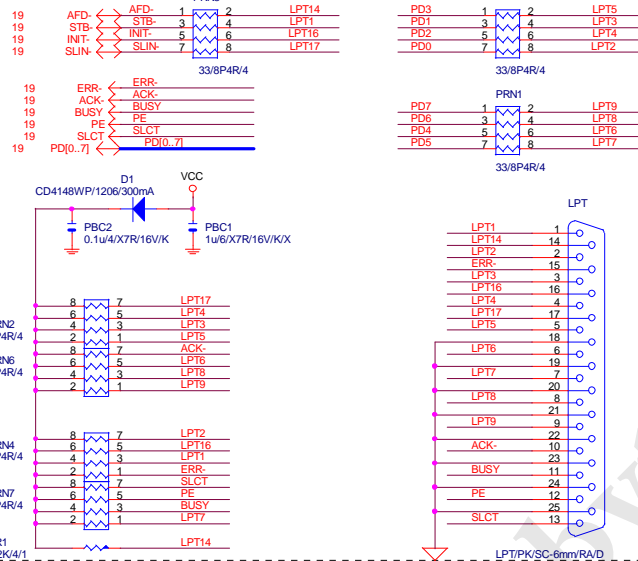 19 AFD- AFD- 1 2 LPT14
19 STB- STB- 3 4 LPT1
19 INIT- INIT- 5 6 LPT16
19 SLIN- SLIN- 7 8 LPT17
33/8P4R/4
PD3 1 2 LPT5
PD1 3 4 LPT3
PD2 5 6 LPT4
PD0 7 8 LPT2
33/8P4R/4
19 ERR- ERR-
19 ACK- ACK-
19 BUSY BUSY
19 PE PE
19 SLCT SLCT
19 PD[0..7] PD[0..7]
PRN1
PD7 1 2 LPT9
PD6 3 4 LPT8
PD4 5 6 LPT6
PD5 7 8 LPT7
33/8P4R/4
D1 VCC
CD4148WP/1206/300mA
PBC2
0.1u/4/X7R/16V/K
PBC1
1u/6/X7R/16V/K/X
8 7 LPT17
6 5 LPT4
4 3 LPT3
2 1 LPT5
8 7 ACK-
6 5 LPT6
4 3 LPT8
2 1 LPT9
8 7 LPT2
6 5 LPT16
4 3 LPT1
2 1 ERR-
8 7 SLCT
6 5 PE
4 3 BUSY
2 1 LPT7
LPT14
LPT
LPT1 1
LPT14 14
LPT2 2
ERR- 15
LPT3 3
LPT16 16
LPT4 4
LPT17 17
LPT5 5
18
LPT6 6
19
LPT7 7
20
LPT8 8
21
LPT9 9
22
ACK- 10
23
BUSY 11
24
PE 12
25
SLCT 13
LPT/PK/SC-6mm/RA/D